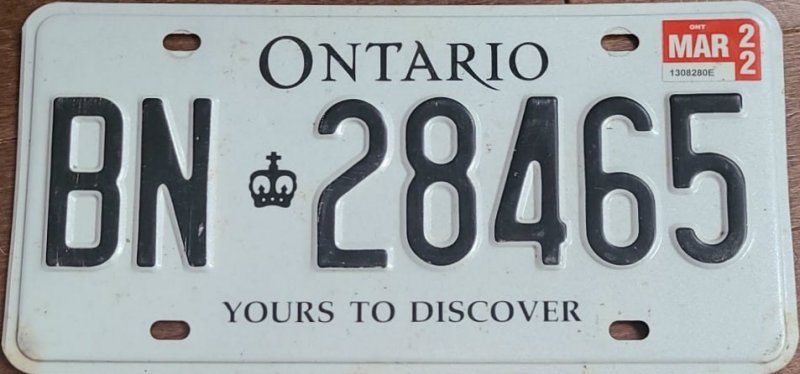 ONTARIO
ONT
MAR 22
1308280E
BN 28465
YOURS TO DISCOVER